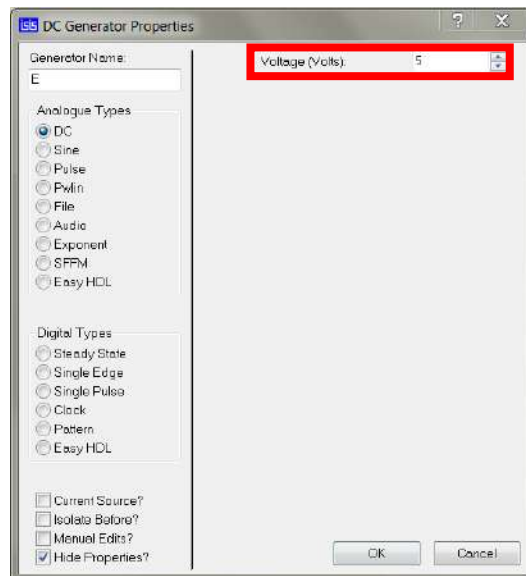 ISIS DC Generator Properties
Generator Name:
E
Analogue Types
DC
Sine
Pulse
Pwlin
File
Audio
Exponent
SFFM
Easy HDL
Digital Types
Steady State
Single Edge
Single Pulse
Clock
Pattern
Easy HDL
Current Source?
Isolate Before?
Manual Edits?
Hide Properties?
Voltage (Volts): 5
OK Cancel